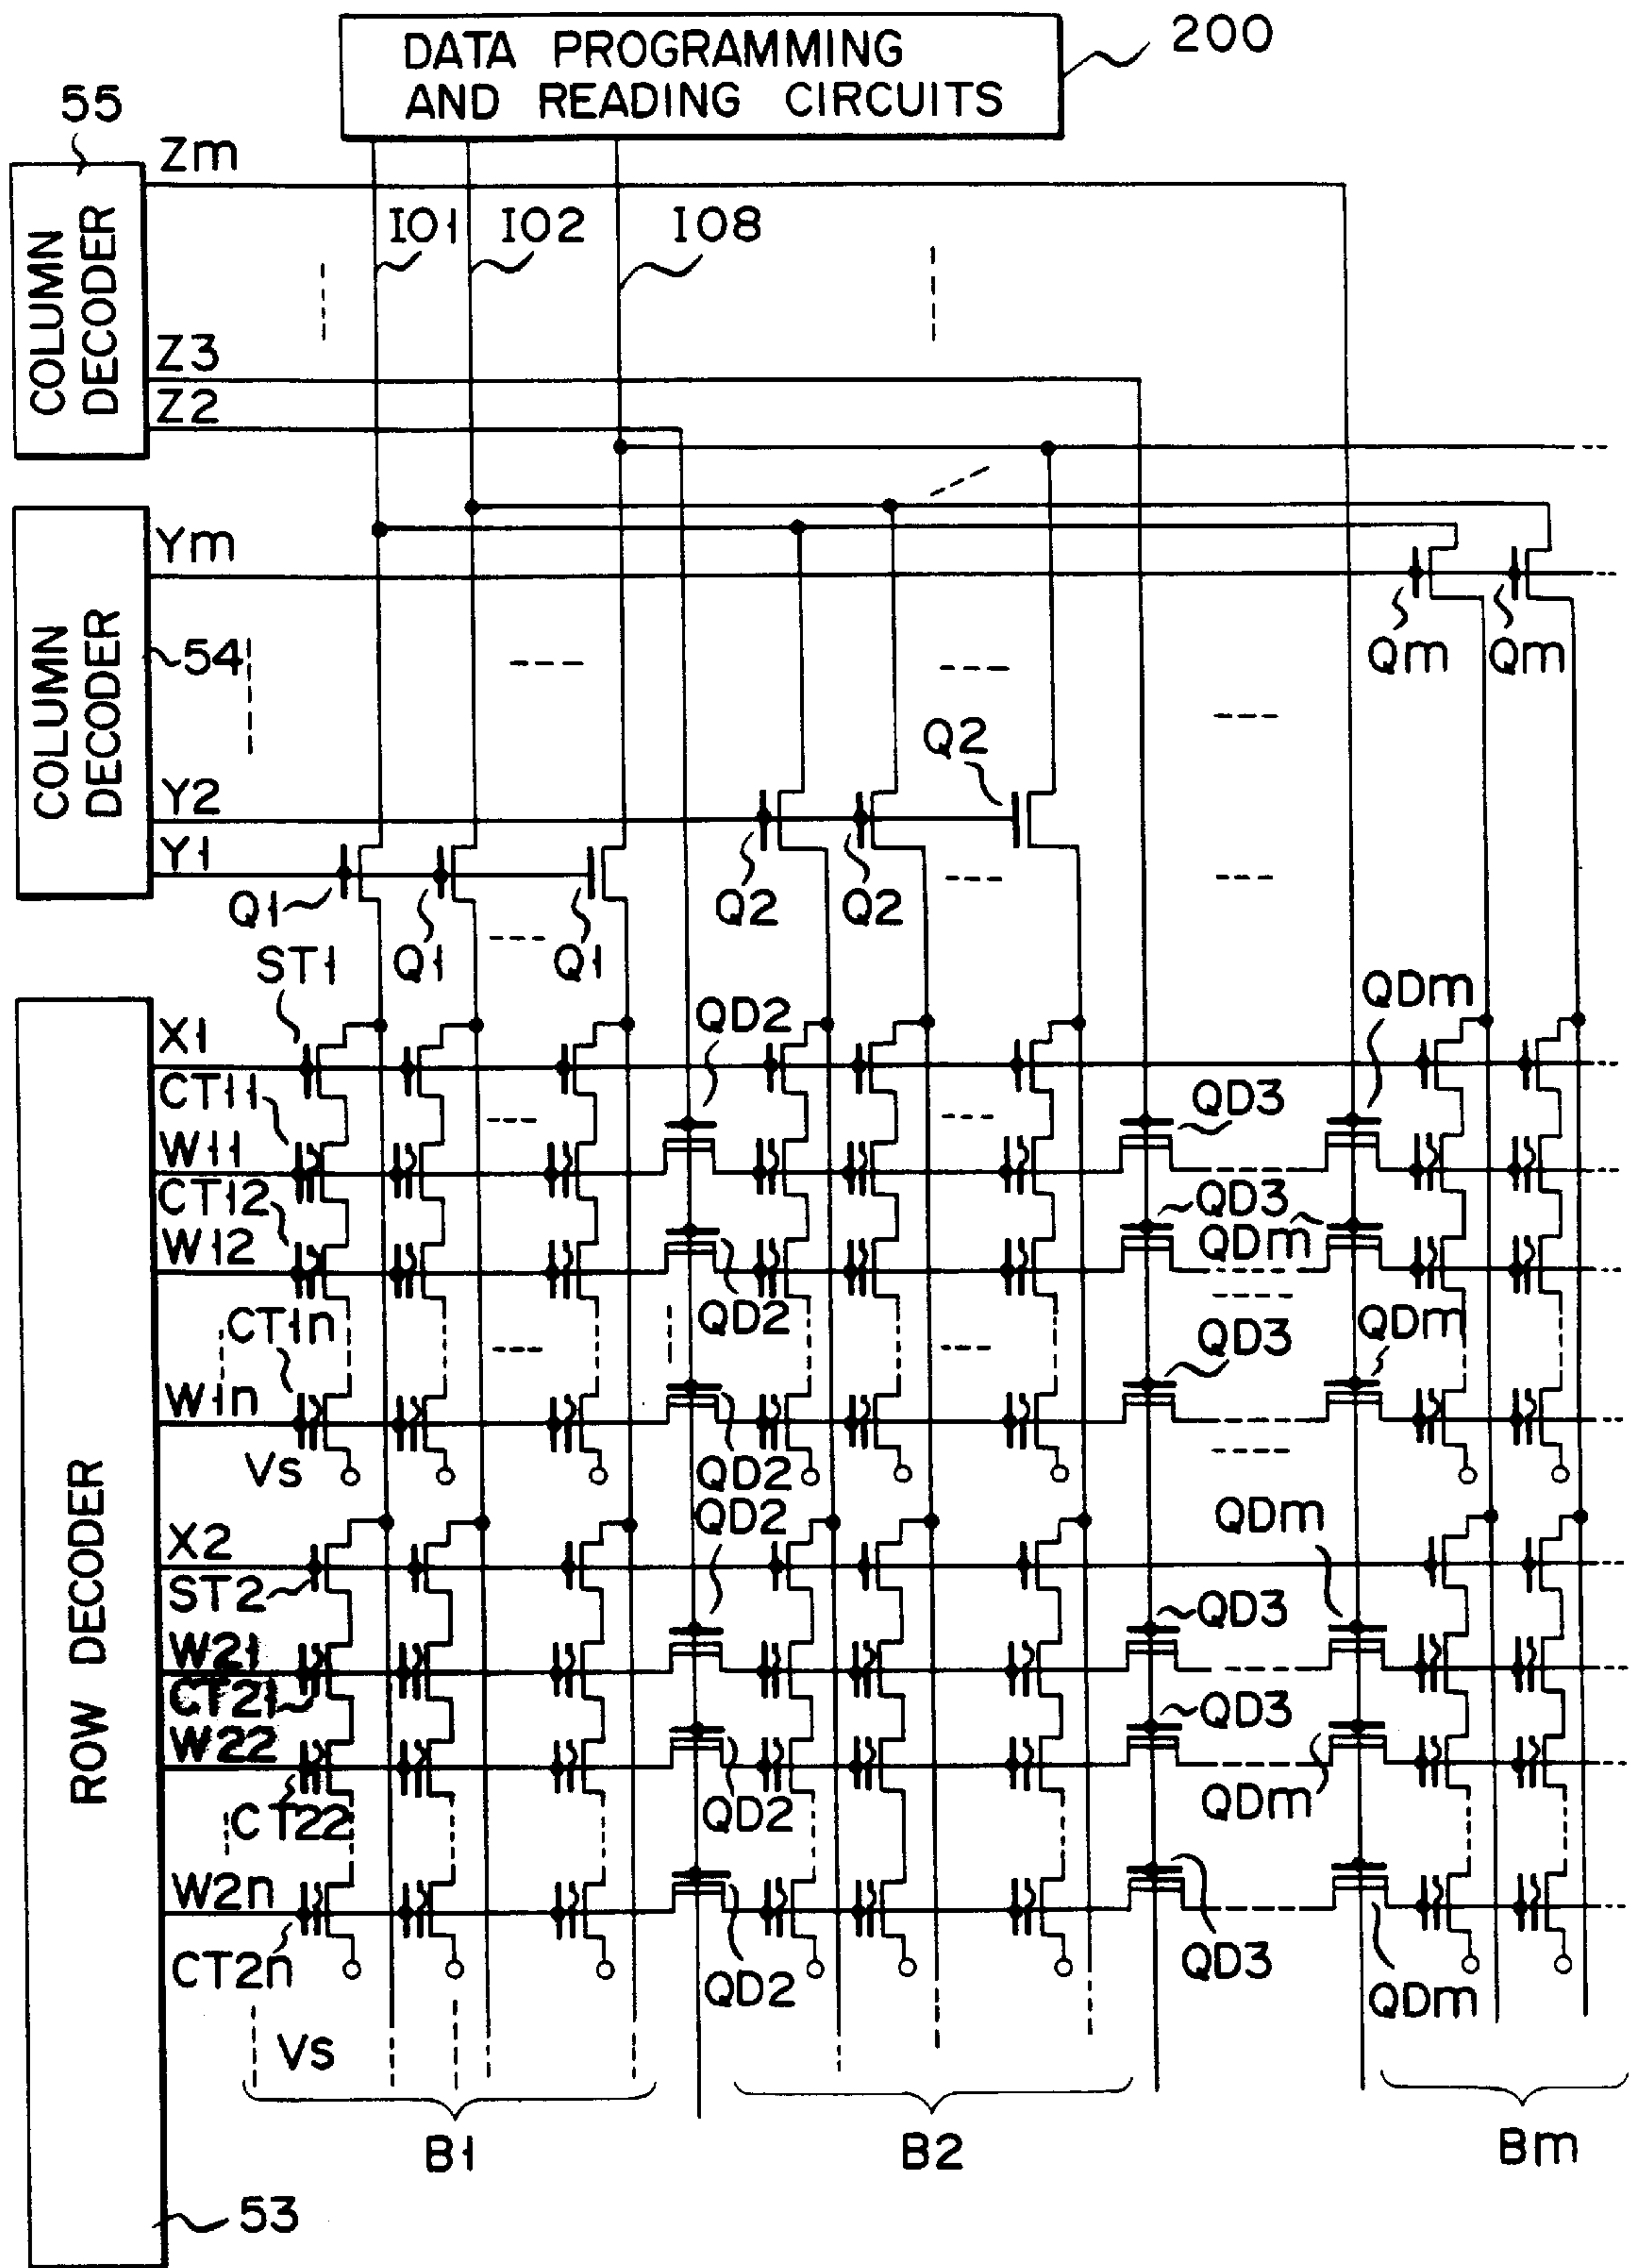 DATA PROGRAMMING
AND READING CIRCUITS
200
55
COLUMN
DECODER
Zm
IO1
IO2
IO8
Z3
Z2
COLUMN
DECODER
54
Ym
Qm
Qm
Y2
Q2
Y1
Q1
Q1
Q1
Q2
Q2
ST1
ROW DECODER
X1
QD2
QDm
CT11
QD3
W11
CT12
QD3
W12
QDm
CT1n
QD2
QD3
QDm
W1n
Vs
QD2
QD2
QDm
X2
ST2
QD3
W21
CT21
QD3
W22
CT22
QD2
QDm
W2n
CT2n
QD2
QD3
QDm
Vs
B1
B2
Bm
53